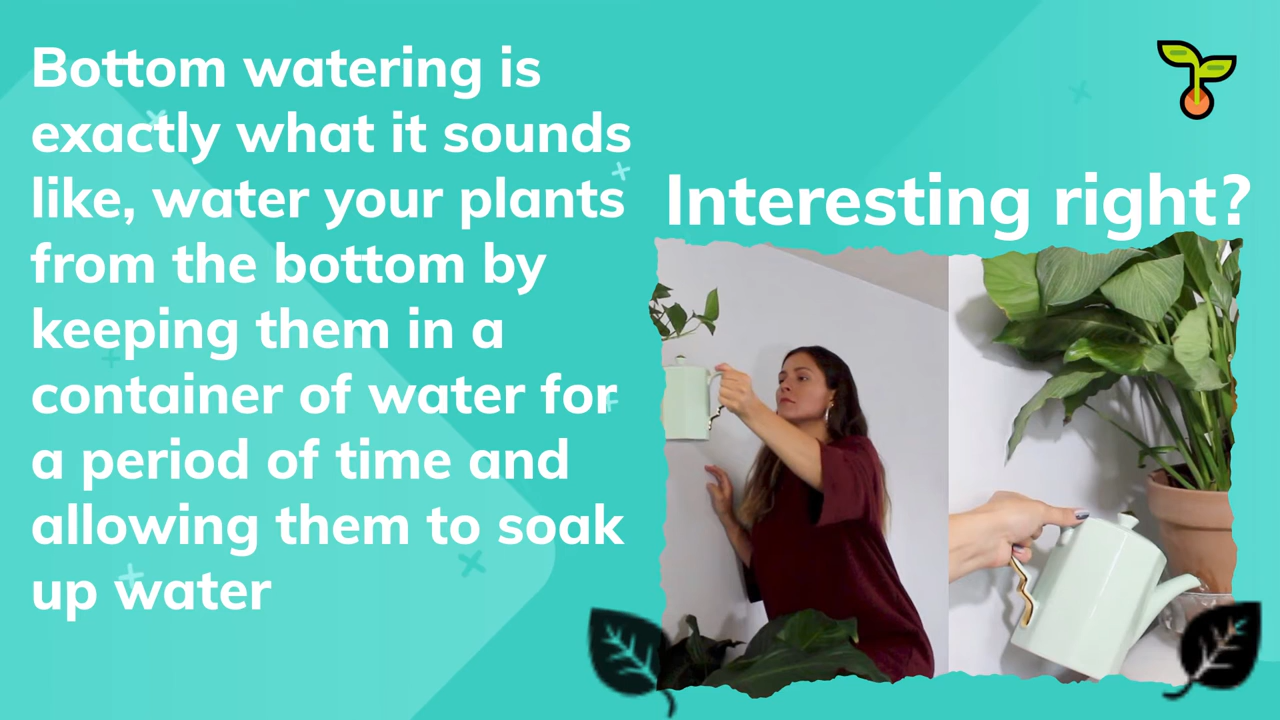 Bottom watering is
exactly what it sounds
like, water your plants
from the bottom by
keeping them in a
container of water for
a period of time and
allowing them to soak
up water
Interesting right?